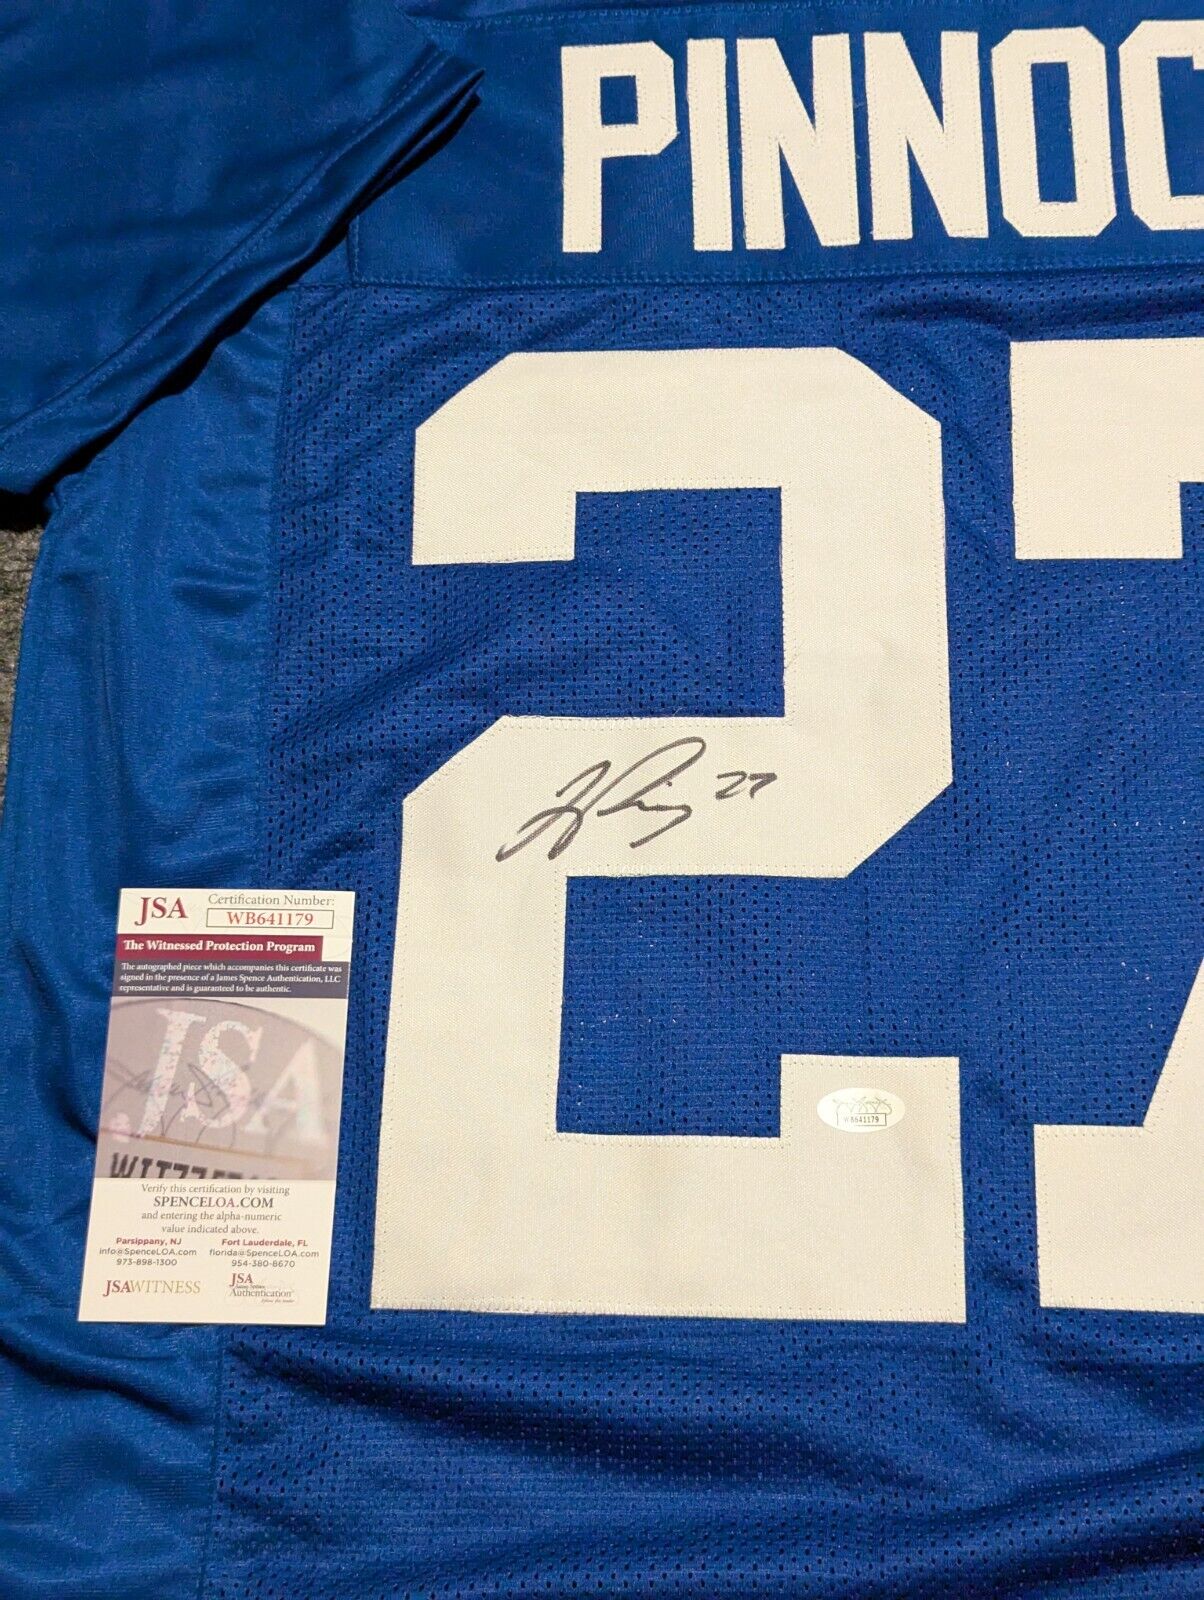 PINNOC
27
27
JSA
Certification Number:
WB641179
The Witnessed Protection Program
The autographed piece which accompanies this certificate was
signed in the presence of a James Spence Authentication, LLC
representative and is guaranteed to be authentic.
JSA
Verify this certification by visiting
SPENCELOA.COM
and entering the alpha-numeric
value indicated above.
Parsippany, NJ
info@SpenceLOA.com
973-898-1300
Fort Lauderdale, FL
florida@SpenceLOA.com
954-380-8670
JSAWITNESS
JSA
Authentication
WB641179